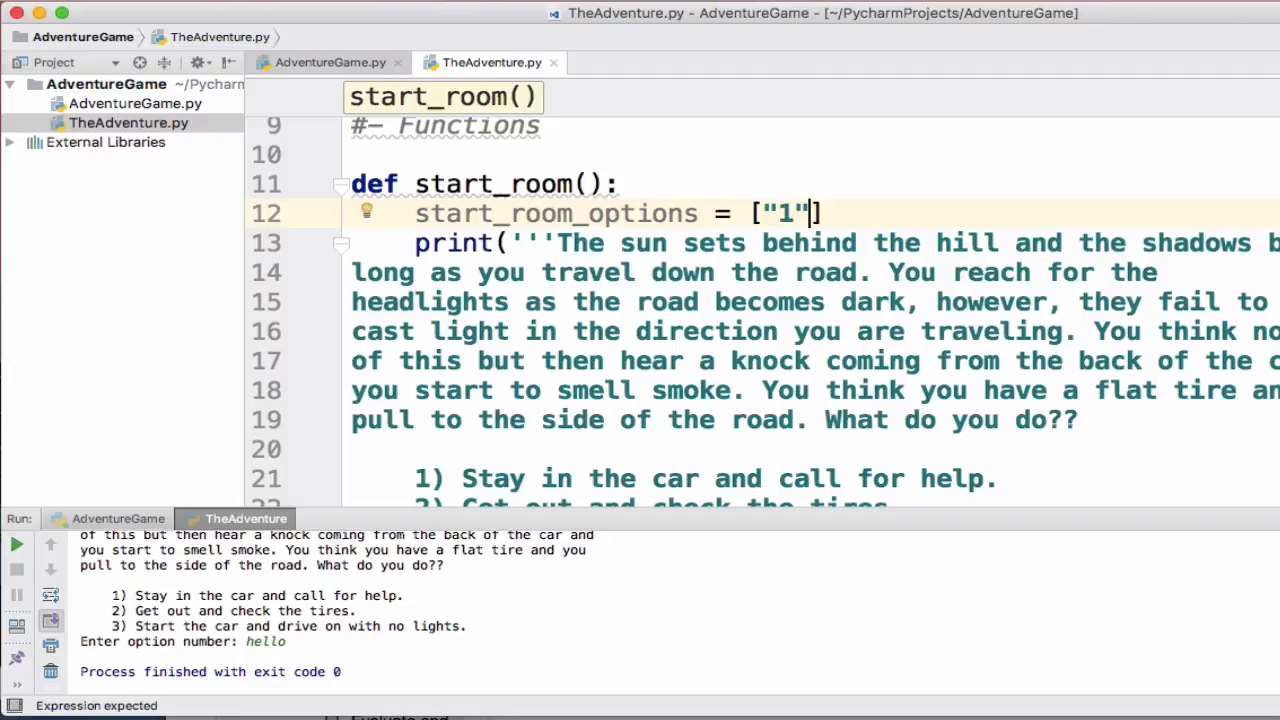 TheAdventure.py - AdventureGame - [~/PycharmProjects/AdventureGame]
AdventureGame TheAdventure.py
Project AdventureGame.py TheAdventure.py
AdventureGame ~/Pycharm
AdventureGame.py
TheAdventure.py
External Libraries
start_room()
9 #- Functions
10
11 def start_room():
12 start_room_options = ["1"]
13 print('''The sun sets behind the hill and the shadows b
14 long as you travel down the road. You reach for the
15 headlights as the road becomes dark, however, they fail to
16 cast light in the direction you are traveling. You think no
17 of this but then hear a knock coming from the back of the c
18 you start to smell smoke. You think you have a flat tire an
19 pull to the side of the road. What do you do??
20
21 1) Stay in the car and call for help.
22 2) Get out and check the tires.
Run: AdventureGame TheAdventure
of this but then hear a knock coming from the back of the car and
you start to smell smoke. You think you have a flat tire and you
pull to the side of the road. What do you do??
1) Stay in the car and call for help.
2) Get out and check the tires.
3) Start the car and drive on with no lights.
Enter option number: hello
Process finished with exit code 0
Expression expected
Evaluate and